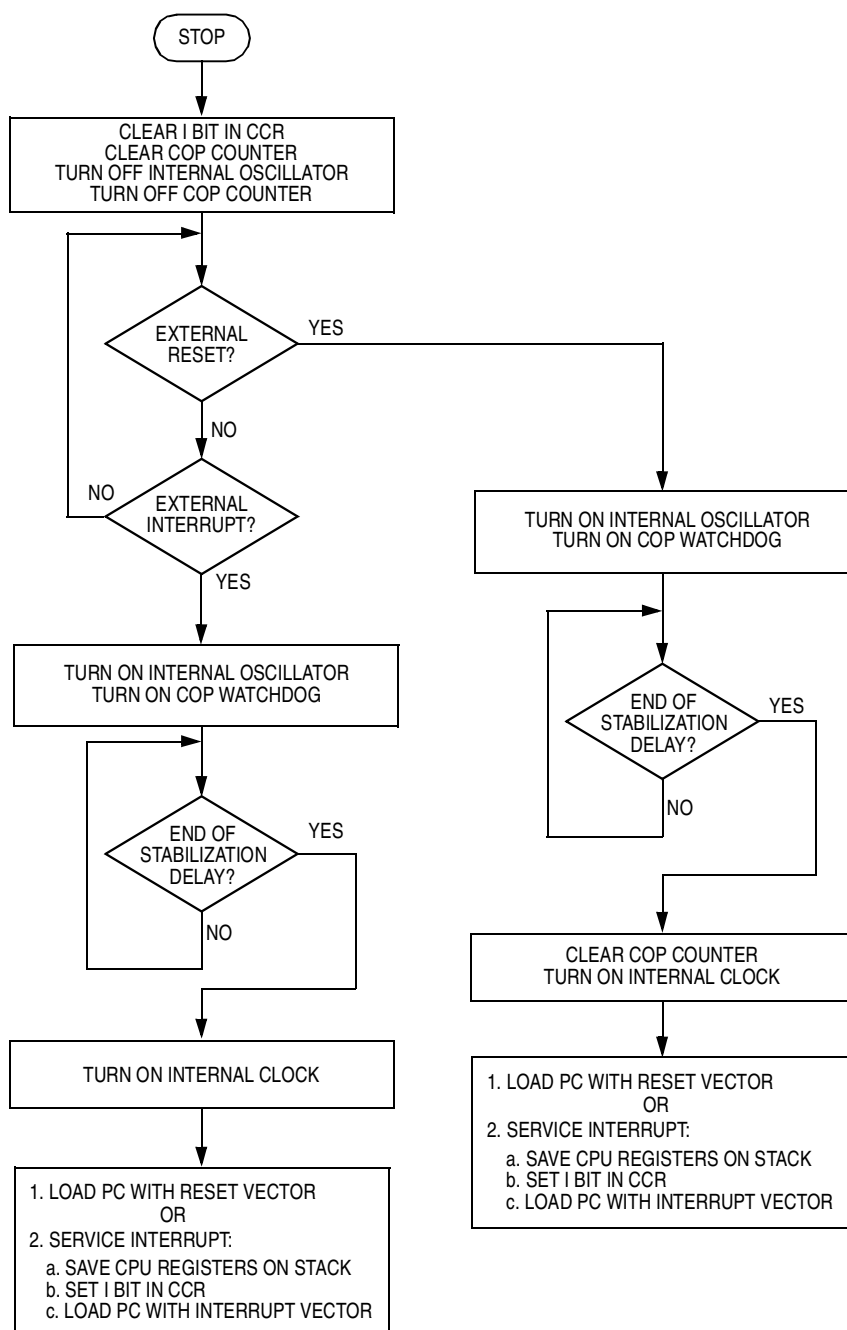 STOP
CLEAR I BIT IN CCR
CLEAR COP COUNTER
TURN OFF INTERNAL OSCILLATOR
TURN OFF COP COUNTER
EXTERNAL
RESET?
YES
NO
EXTERNAL
INTERRUPT?
NO
YES
TURN ON INTERNAL OSCILLATOR
TURN ON COP WATCHDOG
END OF
STABILIZATION
DELAY?
YES
NO
TURN ON INTERNAL CLOCK
1. LOAD PC WITH RESET VECTOR
OR
2. SERVICE INTERRUPT:
a. SAVE CPU REGISTERS ON STACK
b. SET I BIT IN CCR
c. LOAD PC WITH INTERRUPT VECTOR
TURN ON INTERNAL OSCILLATOR
TURN ON COP WATCHDOG
END OF
STABILIZATION
DELAY?
YES
NO
CLEAR COP COUNTER
TURN ON INTERNAL CLOCK
1. LOAD PC WITH RESET VECTOR
OR
2. SERVICE INTERRUPT:
a. SAVE CPU REGISTERS ON STACK
b. SET I BIT IN CCR
c. LOAD PC WITH INTERRUPT VECTOR